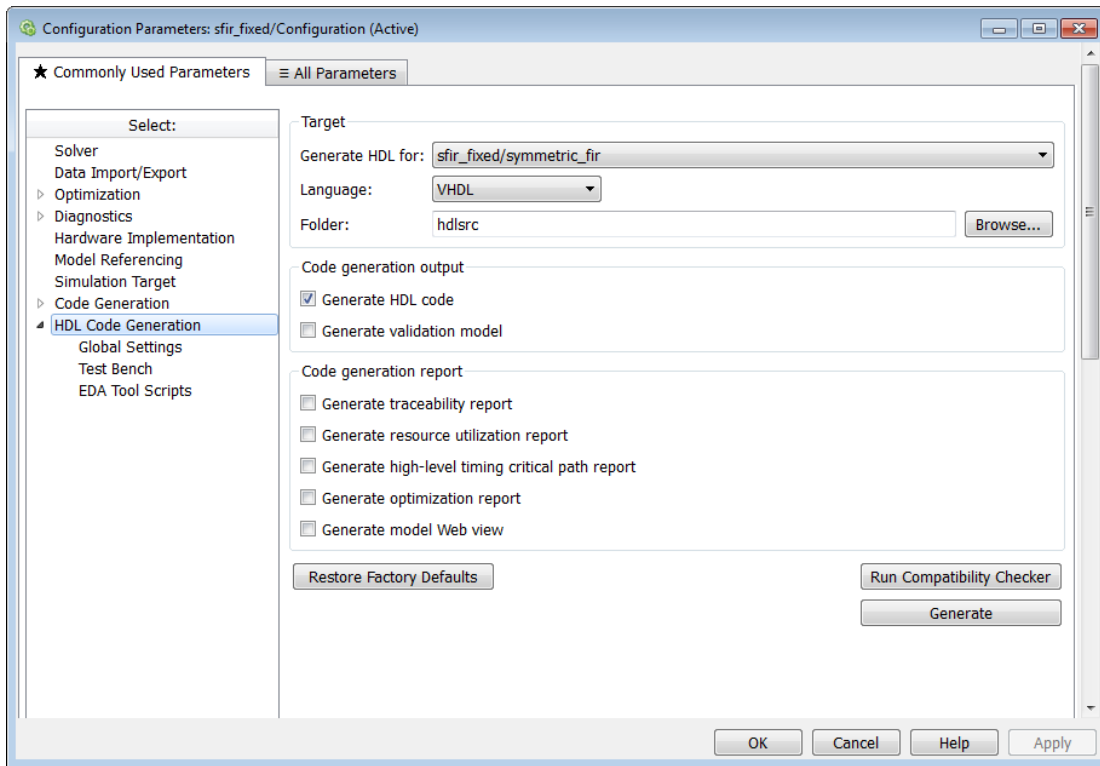 Configuration Parameters: sfir_fixed/Configuration (Active)
★ Commonly Used Parameters
≡ All Parameters
Select:
Solver
Data Import/Export
Optimization
Diagnostics
Hardware Implementation
Model Referencing
Simulation Target
Code Generation
HDL Code Generation
Global Settings
Test Bench
EDA Tool Scripts
Target
Generate HDL for: sfir_fixed/symmetric_fir
Language: VHDL
Folder: hdlsrc Browse...
Code generation output
Generate HDL code
Generate validation model
Code generation report
Generate traceability report
Generate resource utilization report
Generate high-level timing critical path report
Generate optimization report
Generate model Web view
Restore Factory Defaults
Run Compatibility Checker
Generate
OK Cancel Help Apply